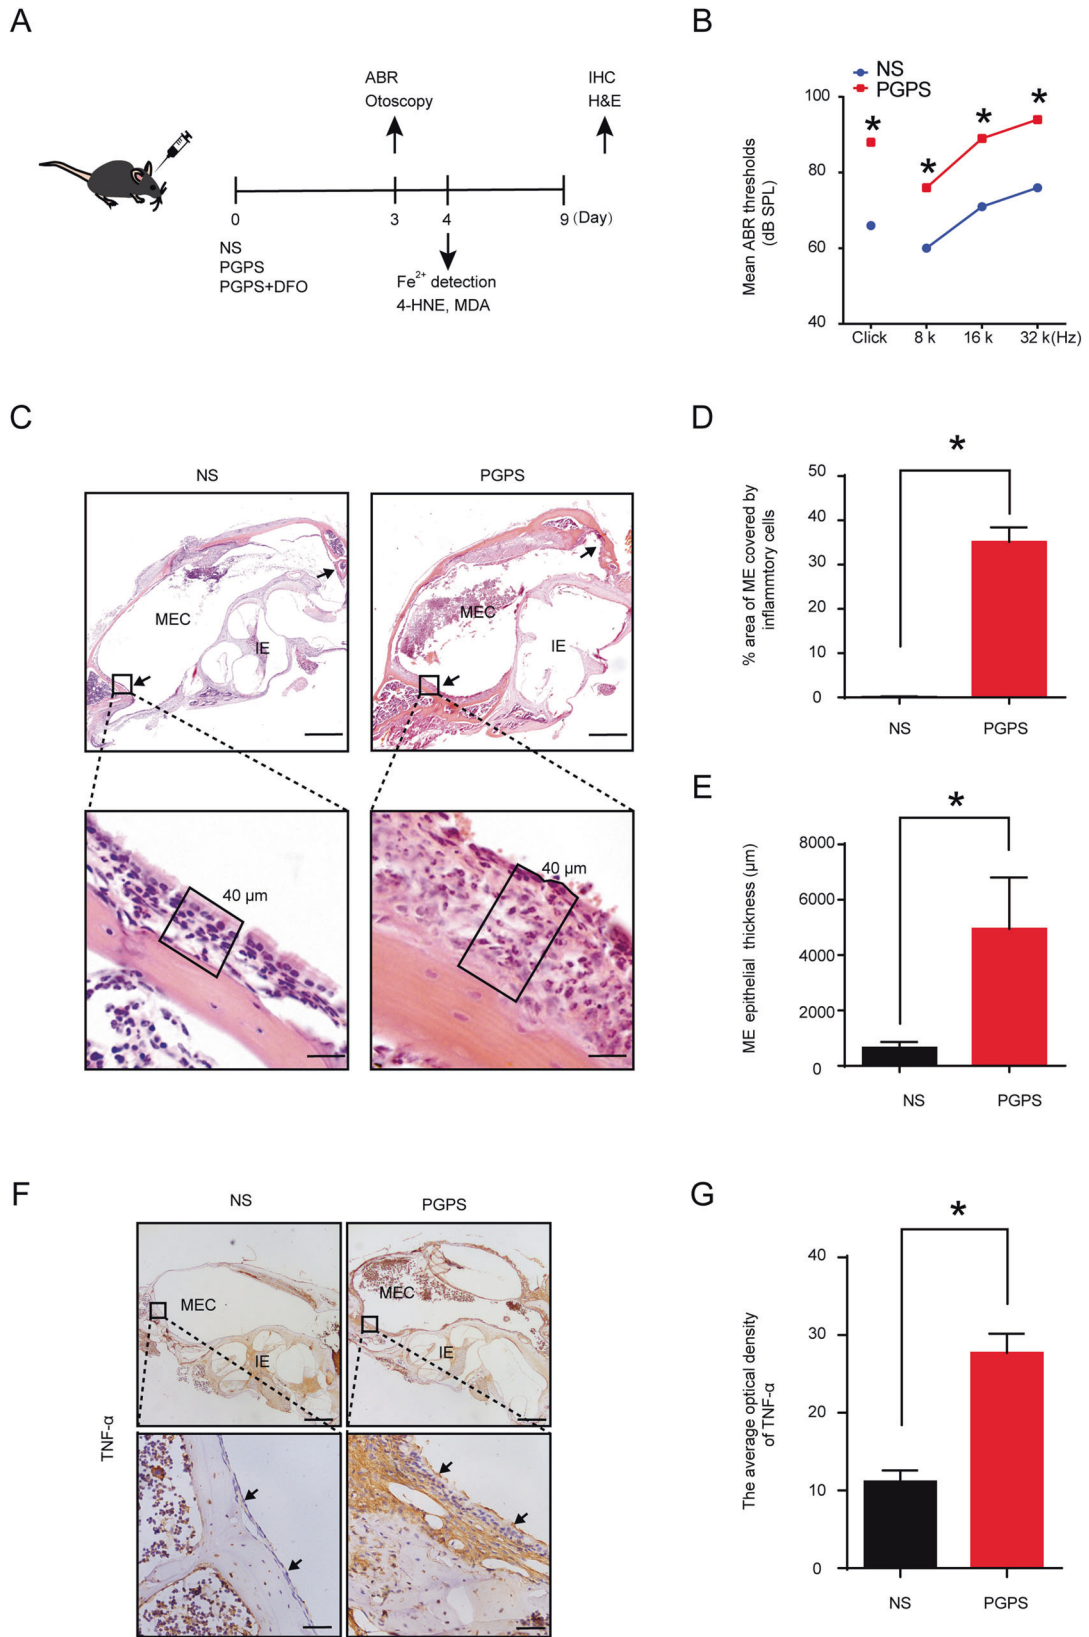 A
ABR
Otoscopy
IHC
H&E
0
3
4
9 (Day)
NS
PGPS
PGPS+DFO
Fe²⁺ detection
4-HNE, MDA
B
NS
PGPS
Mean ABR thresholds
(dB SPL)
100
80
60
40
* * * *
Click 8 k 16 k 32 k(Hz)
C
NS
PGPS
MEC
IE
MEC
IE
40 μm
40 μm
D
*
% area of ME covered by
inflammtory cells
50
40
30
20
10
0
NS PGPS
E
*
ME epithelial thickness (μm)
8000
6000
4000
2000
0
NS PGPS
F
NS
PGPS
TNF-α
MEC
IE
MEC
IE
G
*
The average optical density
of TNF-α
40
30
20
10
0
NS PGPS